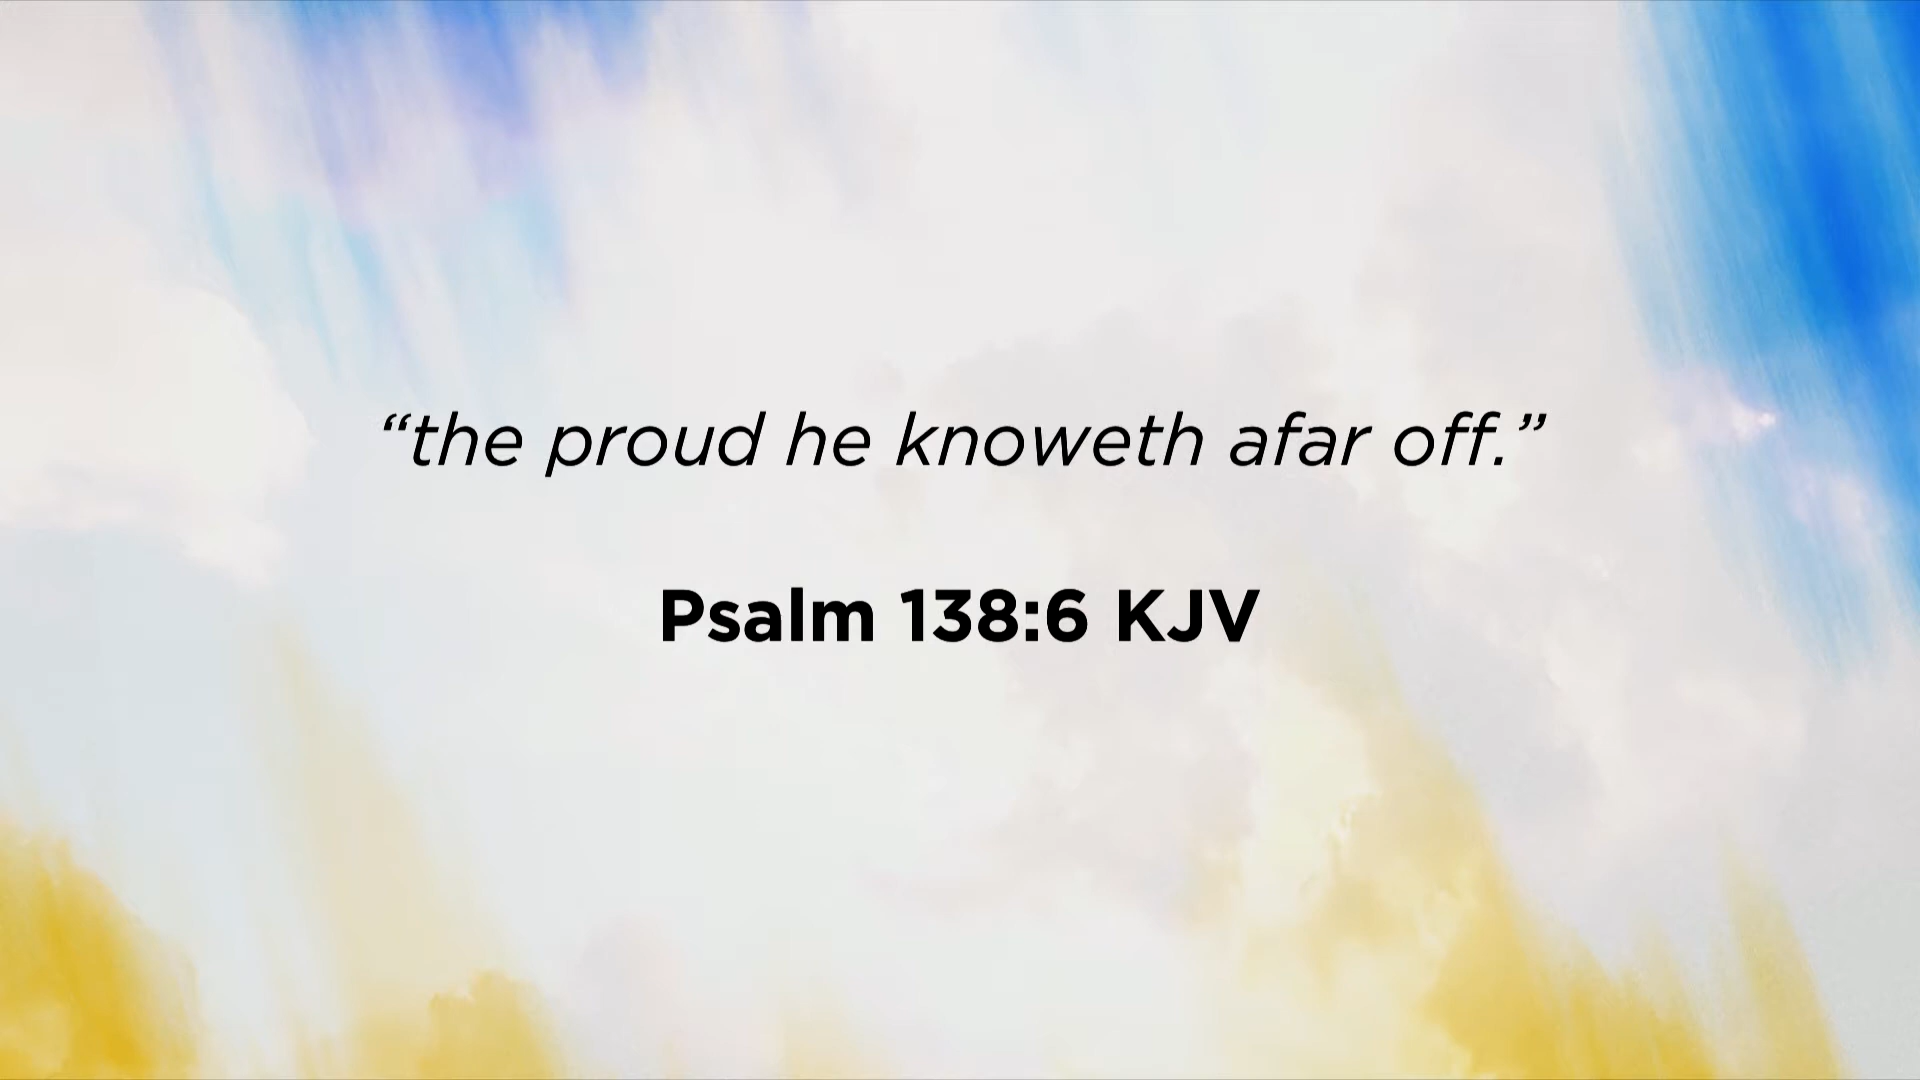 “the proud he knoweth afar off.”
Psalm 138:6 KJV